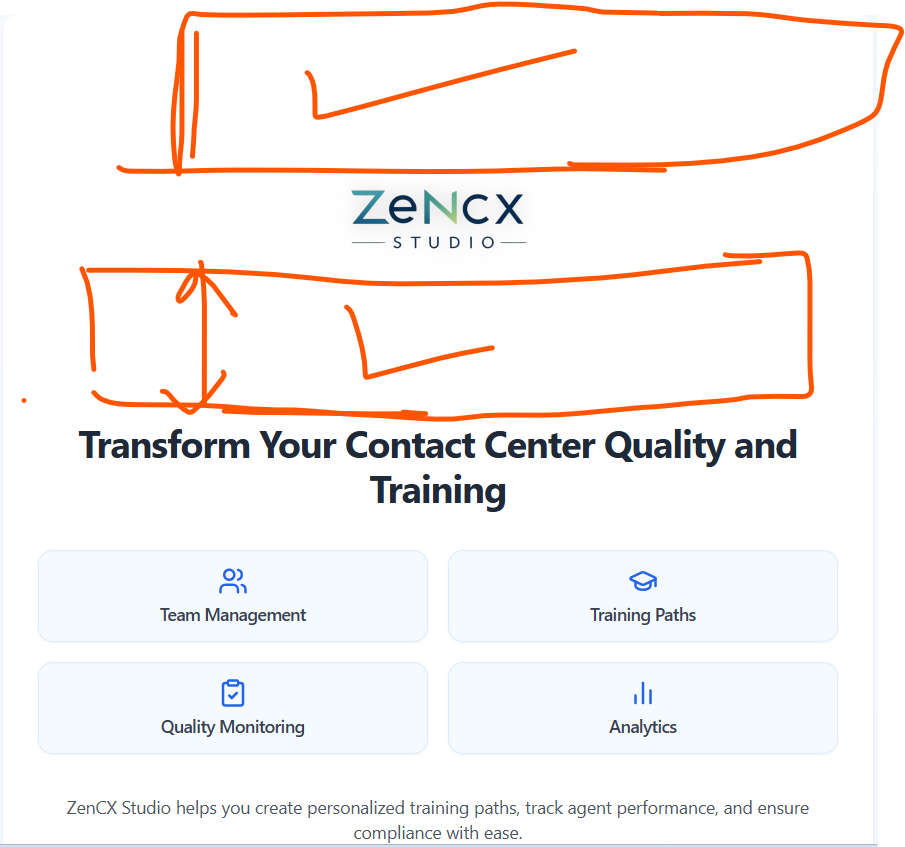 ZeNcx
STUDIO
Transform Your Contact Center Quality and
Training
Team Management
Training Paths
Quality Monitoring
Analytics
ZenCX Studio helps you create personalized training paths, track agent performance, and ensure
compliance with ease.